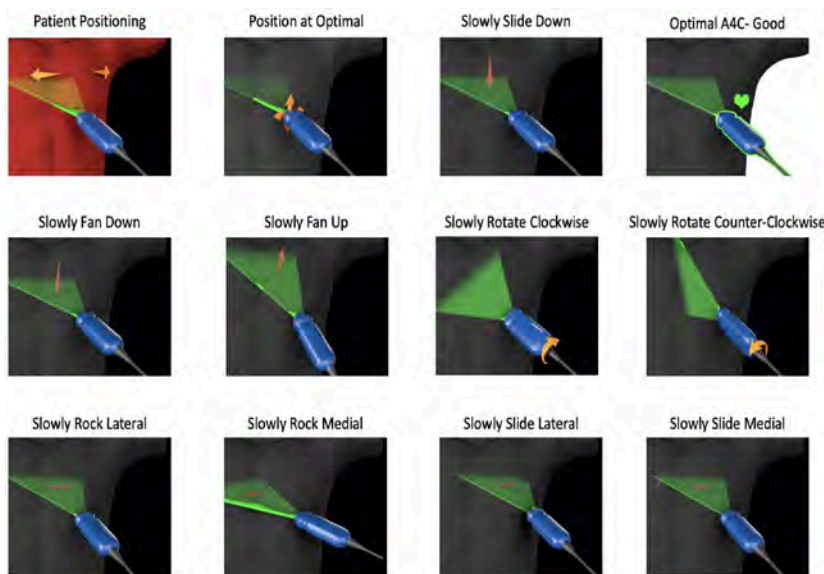 Patient Positioning
Position at Optimal
Slowly Slide Down
Optimal A4C- Good
Slowly Fan Down
Slowly Fan Up
Slowly Rotate Clockwise
Slowly Rotate Counter-Clockwise
Slowly Rock Lateral
Slowly Rock Medial
Slowly Slide Lateral
Slowly Slide Medial